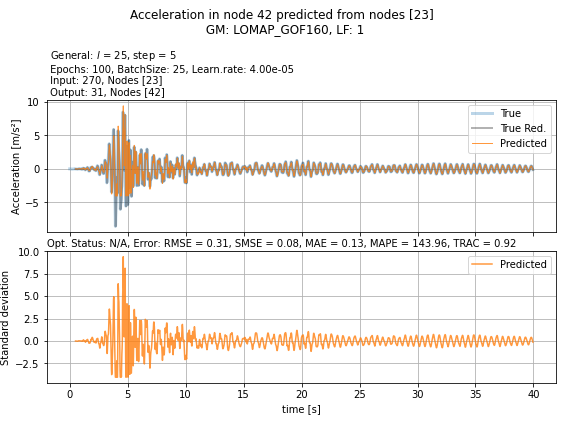 Acceleration in node 42 predicted from nodes [23]
GM: LOMAP_GOF160, LF: 1
General: l = 25, step = 5
Epochs: 100, BatchSize: 25, Learn.rate: 4.00e-05
Input: 270, Nodes [23]
Output: 31, Nodes [42]
Acceleration [m/s²]
10
5
0
−5
True
True Red.
Predicted
Opt. Status: N/A, Error: RMSE = 0.31, SMSE = 0.08, MAE = 0.13, MAPE = 143.96, TRAC = 0.92
Standard deviation
10.0
7.5
5.0
2.5
0.0
−2.5
Predicted
0 5 10 15 20 25 30 35 40
time [s]